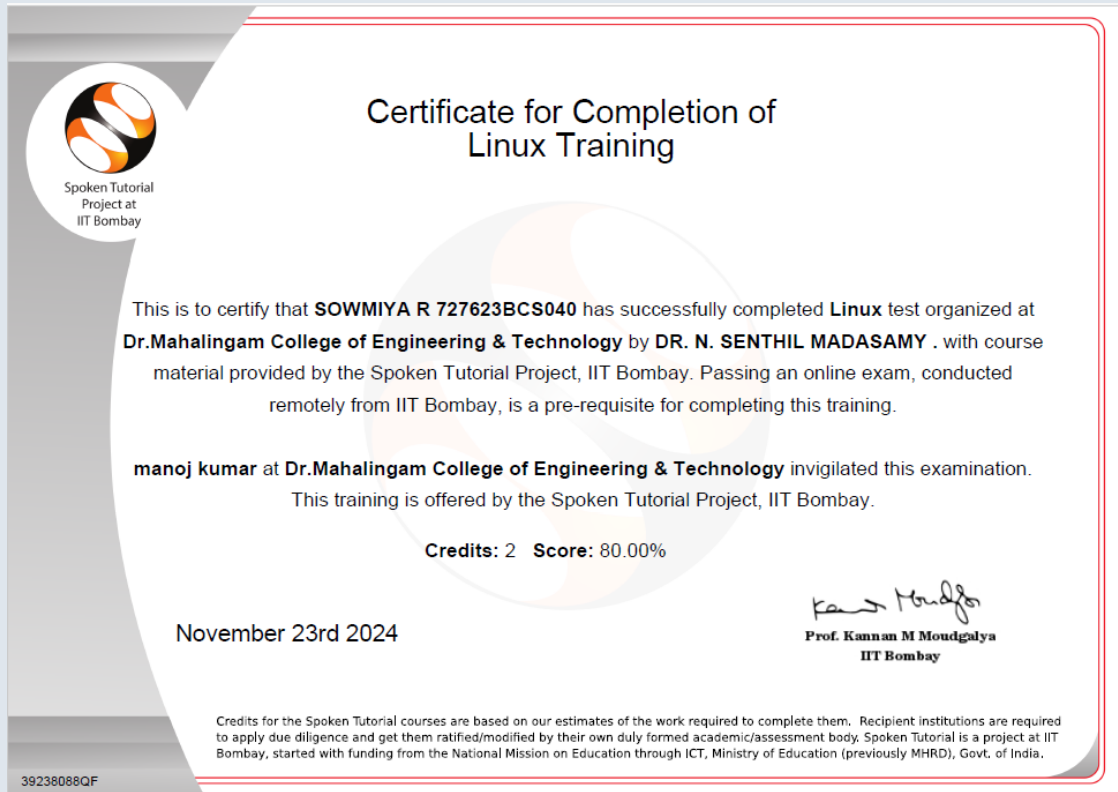 Certificate for Completion of
Linux Training
Spoken Tutorial
Project at
IIT Bombay
This is to certify that SOWMIYA R 727623BCS040 has successfully completed Linux test organized at
Dr.Mahalingam College of Engineering & Technology by DR. N. SENTHIL MADASAMY . with course
material provided by the Spoken Tutorial Project, IIT Bombay. Passing an online exam, conducted
remotely from IIT Bombay, is a pre-requisite for completing this training.
manoj kumar at Dr.Mahalingam College of Engineering & Technology invigilated this examination.
This training is offered by the Spoken Tutorial Project, IIT Bombay.
Credits: 2 Score: 80.00%
November 23rd 2024
Prof. Kannan M Moudgalya
IIT Bombay
Credits for the Spoken Tutorial courses are based on our estimates of the work required to complete them. Recipient institutions are required
to apply due diligence and get them ratified/modified by their own duly formed academic/assessment body. Spoken Tutorial is a project at IIT
Bombay, started with funding from the National Mission on Education through ICT, Ministry of Education (previously MHRD), Govt. of India.
39238088QF